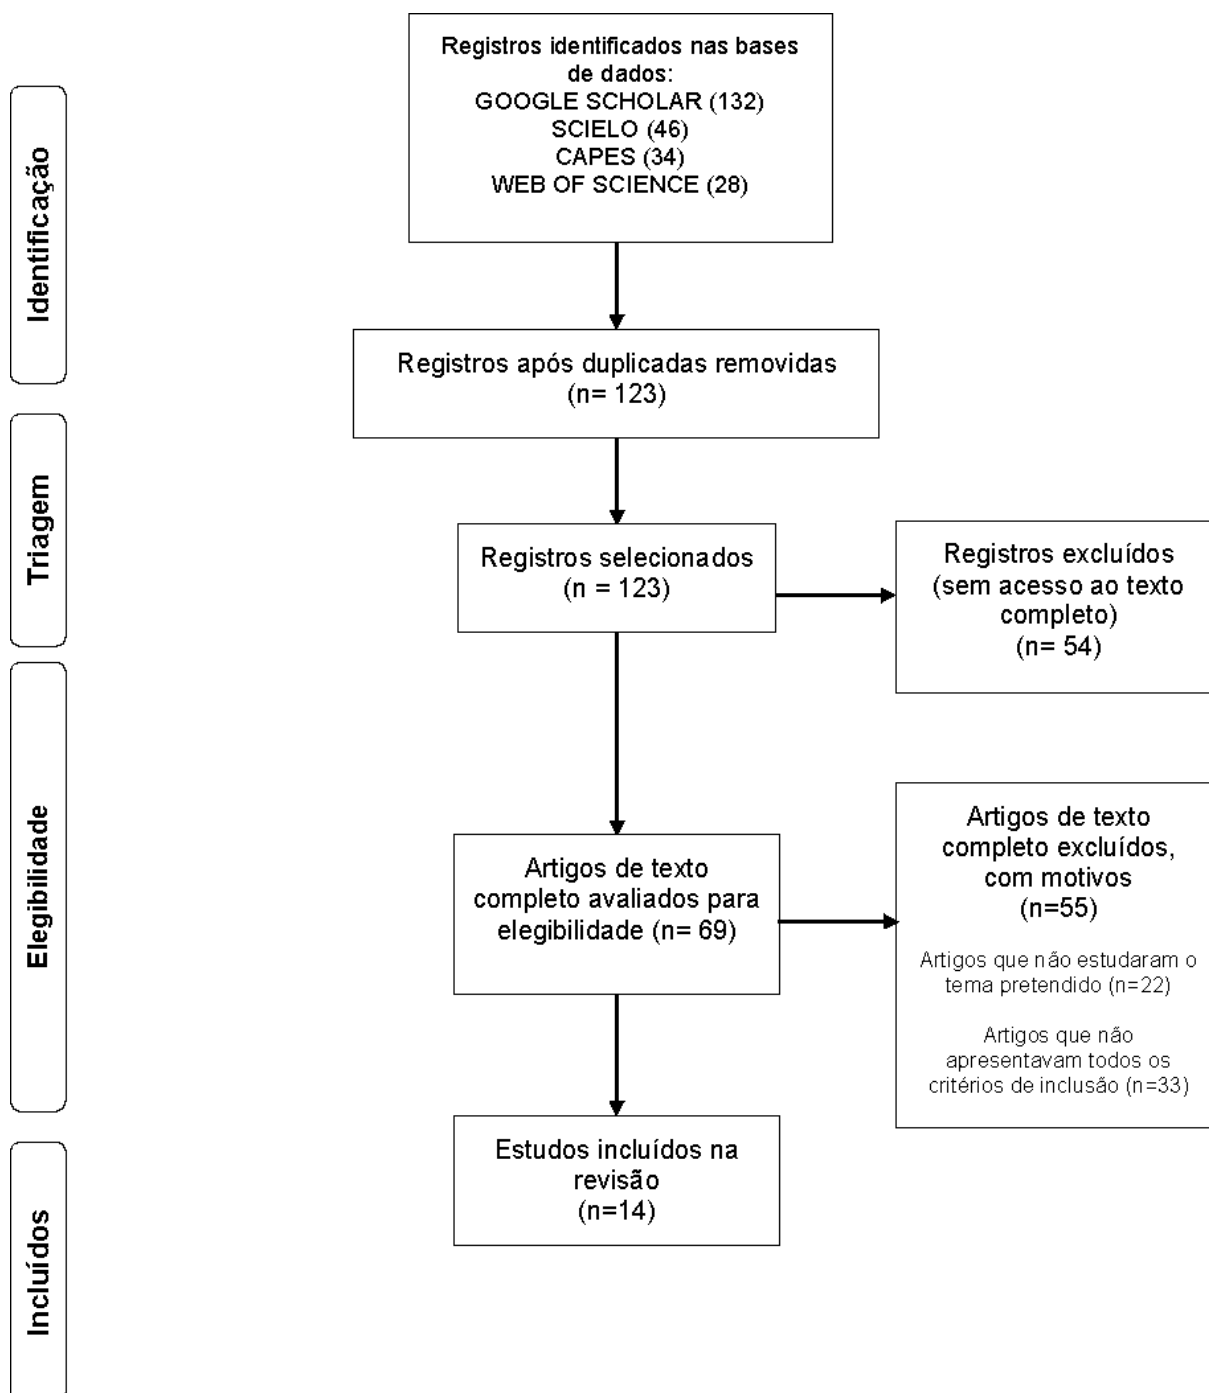 Registros identificados nas bases
de dados:
GOOGLE SCHOLAR (132)
SCIELO (46)
CAPES (34)
WEB OF SCIENCE (28)
Identificação
Registros após duplicadas removidas
(n= 123)
Triagem
Registros selecionados
(n = 123)
Registros excluídos
(sem acesso ao texto
completo)
(n= 54)
Elegibilidade
Artigos de texto
completo avaliados para
elegibilidade (n= 69)
Artigos de texto
completo excluídos,
com motivos
(n=55)
Artigos que não estudaram o
tema pretendido (n=22)
Artigos que não
apresentavam todos os
critérios de inclusão (n=33)
Incluídos
Estudos incluídos na
revisão
(n=14)